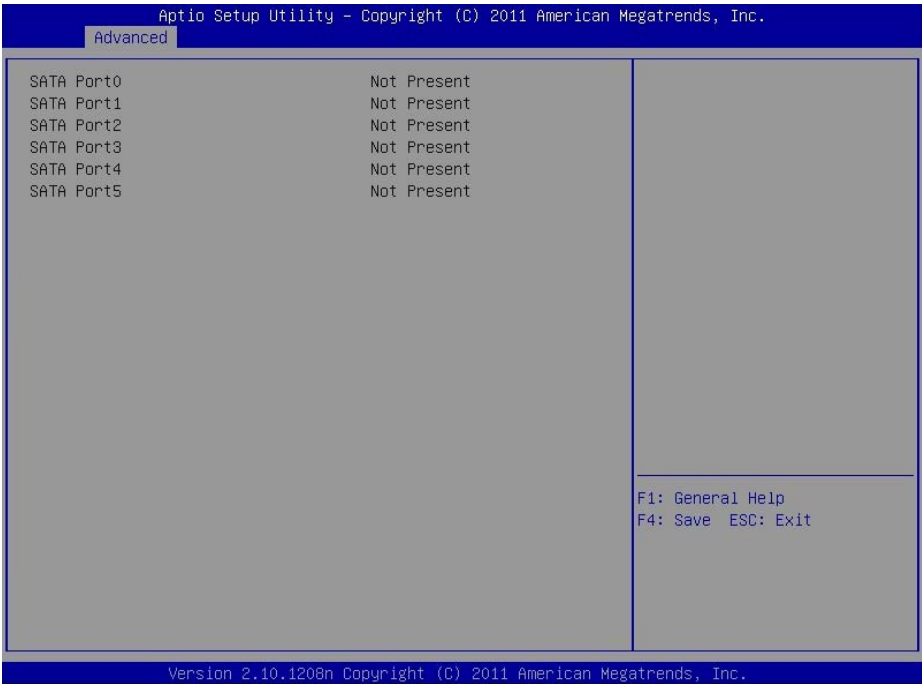 Aptio Setup Utility – Copyright (C) 2011 American Megatrends, Inc.
Advanced
SATA Port0 Not Present
SATA Port1 Not Present
SATA Port2 Not Present
SATA Port3 Not Present
SATA Port4 Not Present
SATA Port5 Not Present
F1: General Help
F4: Save ESC: Exit
Version 2.10.1208n Copyright (C) 2011 American Megatrends, Inc.